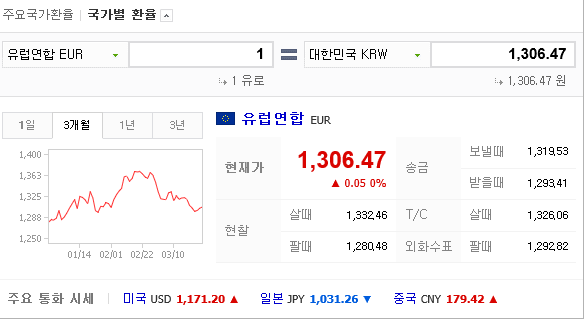 주요국가환율 국가별 환율
유럽연합 EUR 1 = 대한민국 KRW 1,306.47
1 유로 1,306.47 원
1일 3개월 1년 3년
유럽연합 EUR
1,400
1,363
1,325
1,288
1,250
01/14 02/01 02/22 03/10
현재가 1,306.47
▲ 0.05 0%
송금 보낼때 1,319.53
받을때 1,293.41
현찰 살때 1,332.46
팔때 1,280.48
T/C 살때 1,326.06
외화수표 팔때 1,292.82
주요 통화 시세 미국 USD 1,171.20 ▲ 일본 JPY 1,031.26 ▼ 중국 CNY 179.42 ▲